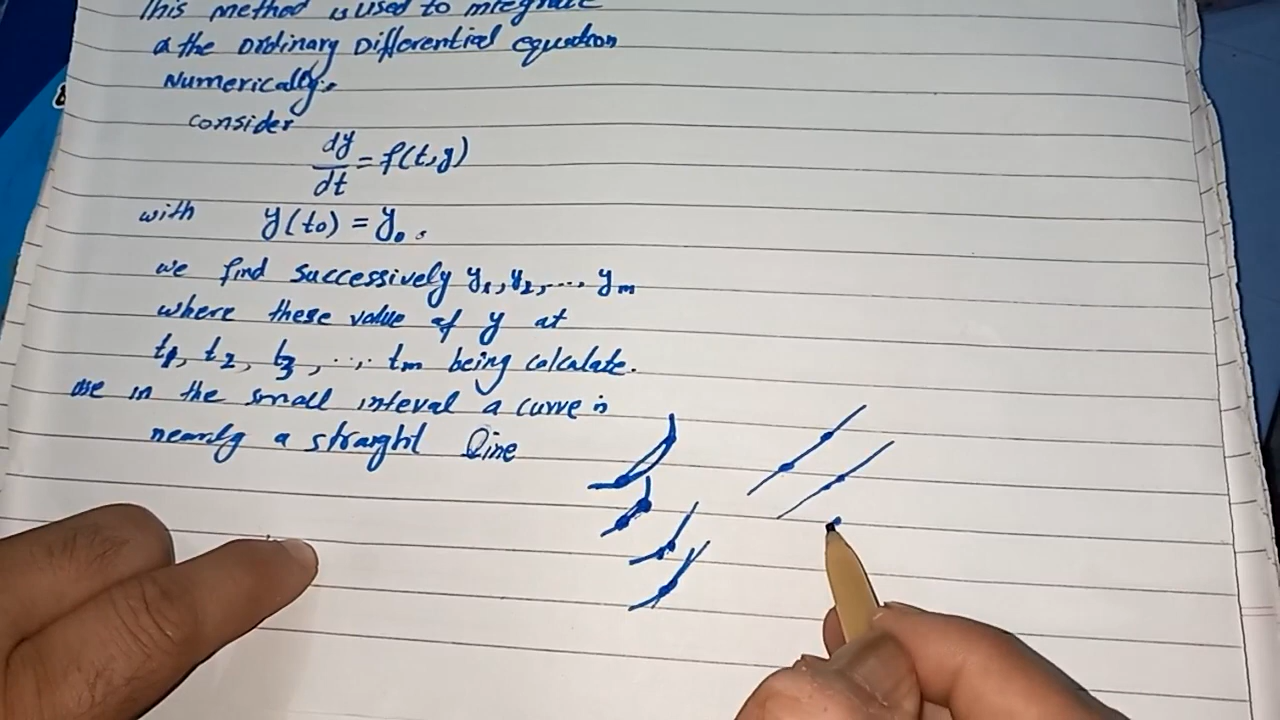 This method is used to integrate
the Ordinary Differential equation
Numerically.
consider
dy/dt = f(t,y)
with y(t0) = y0.
we find successively y1, y2, ... ym
where these value of y at
t1, t2, t3, ... tm being calculate.
in the small interval a curve is
nearly a straight line